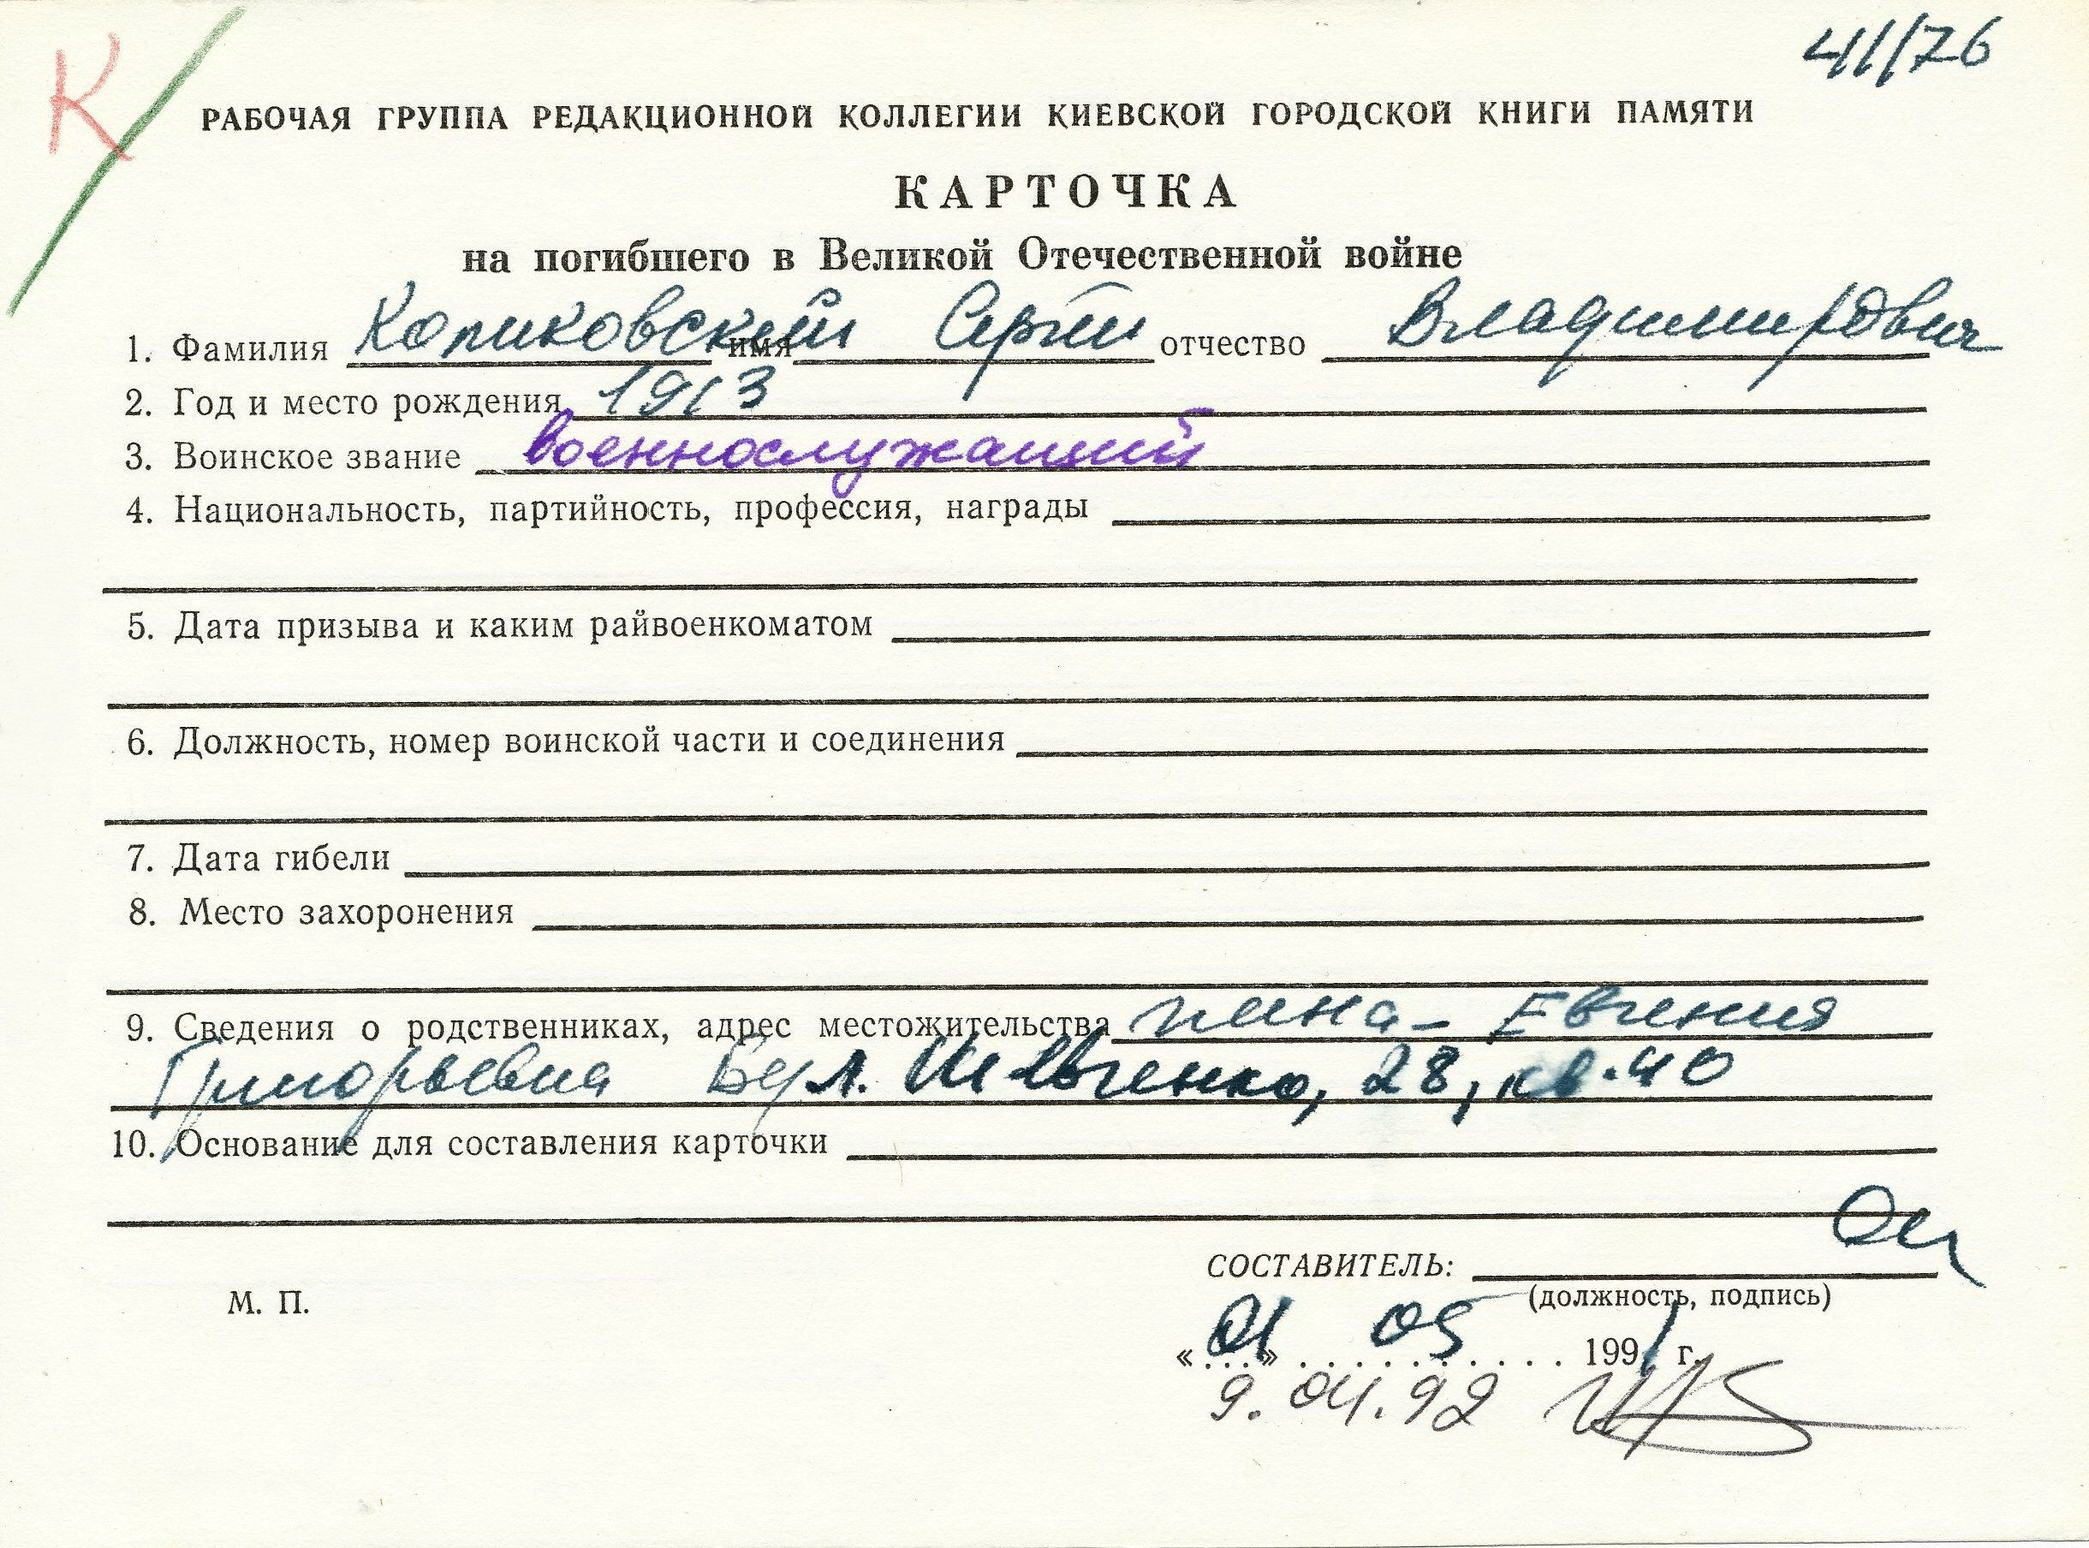 К
41/76
РАБОЧАЯ ГРУППА РЕДАКЦИОННОЙ КОЛЛЕГИИ КИЕВСКОЙ ГОРОДСКОЙ КНИГИ ПАМЯТИ
КАРТОЧКА
на погибшего в Великой Отечественной войне
1. Фамилия Копиковский имя Сергей отчество Владимирович
2. Год и место рождения 1913
3. Воинское звание военнослужащий
4. Национальность, партийность, профессия, награды
5. Дата призыва и каким райвоенкоматом
6. Должность, номер воинской части и соединения
7. Дата гибели
8. Место захоронения
9. Сведения о родственниках, адрес местожительства жена - Евгения
Григорьевна Бул. Шевченко, 28, кв. 40
10. Основание для составления карточки
СОСТАВИТЕЛЬ:
(должность, подпись)
М. П.
«01» 05 1991 г.
9.04.92